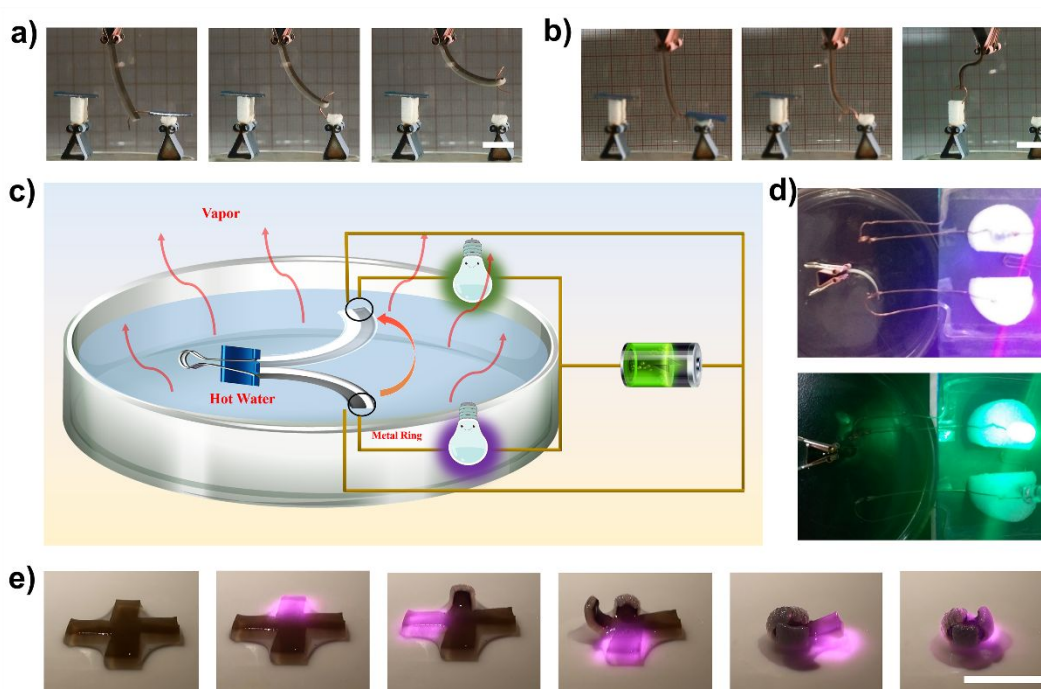 a)
b)
c)
Vapor
Hot Water
Metal Ring
d)
e)